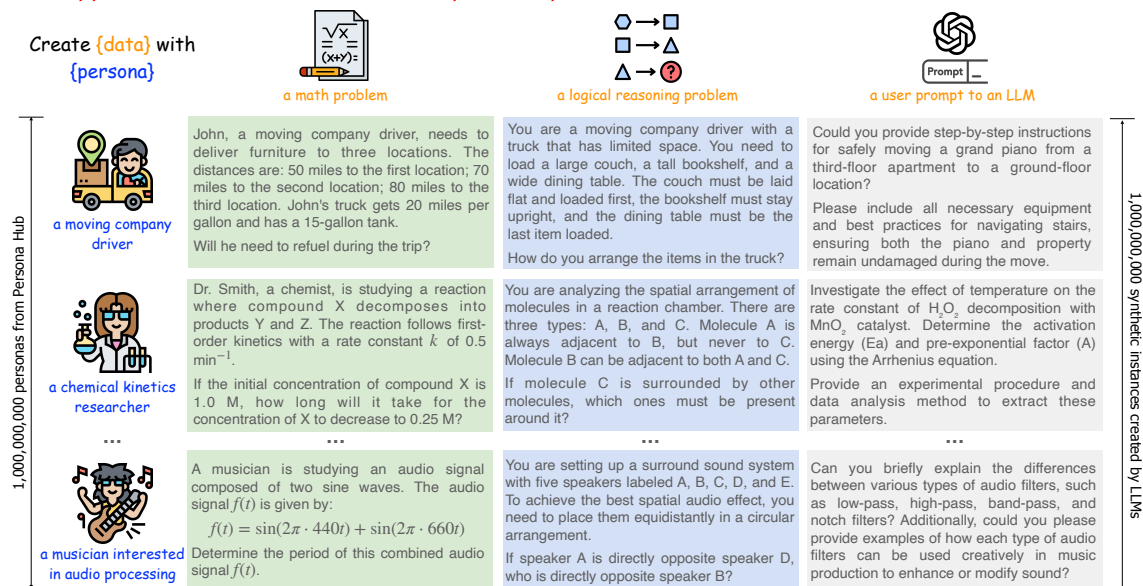 Create {data} with
{persona}
√x
(x+y)=
a math problem
?
a logical reasoning problem
Prompt _
a user prompt to an LLM
1,000,000,000 personas from Persona Hub
a moving company
driver
John, a moving company driver, needs to
deliver furniture to three locations. The
distances are: 50 miles to the first location; 70
miles to the second location; 80 miles to the
third location. John's truck gets 20 miles per
gallon and has a 15-gallon tank.
Will he need to refuel during the trip?
You are a moving company driver with a
truck that has limited space. You need to
load a large couch, a tall bookshelf, and a
wide dining table. The couch must be laid
flat and loaded first, the bookshelf must stay
upright, and the dining table must be the
last item loaded.
How do you arrange the items in the truck?
Could you provide step-by-step instructions
for safely moving a grand piano from a
third-floor apartment to a ground-floor
location?
Please include all necessary equipment
and best practices for navigating stairs,
ensuring both the piano and property
remain undamaged during the move.
a chemical kinetics
researcher
Dr. Smith, a chemist, is studying a reaction
where compound X decomposes into
products Y and Z. The reaction follows first-
order kinetics with a rate constant k of 0.5
min⁻¹.
If the initial concentration of compound X is
1.0 M, how long will it take for the
concentration of X to decrease to 0.25 M?
You are analyzing the spatial arrangement of
molecules in a reaction chamber. There are
three types: A, B, and C. Molecule A is
always adjacent to B, but never to C.
Molecule B can be adjacent to both A and C.
If molecule C is surrounded by other
molecules, which ones must be present
around it?
Investigate the effect of temperature on the
rate constant of H₂O₂ decomposition with
MnO₂ catalyst. Determine the activation
energy (Ea) and pre-exponential factor (A)
using the Arrhenius equation.
Provide an experimental procedure and
data analysis method to extract these
parameters.
...
...
...
...
a musician interested
in audio processing
A musician is studying an audio signal
composed of two sine waves. The audio
signal f(t) is given by:
f(t) = sin(2π · 440t) + sin(2π · 660t)
Determine the period of this combined audio
signal f(t).
You are setting up a surround sound system
with five speakers labeled A, B, C, D, and E.
To achieve the best spatial audio effect, you
need to place them equidistantly in a circular
arrangement.
If speaker A is directly opposite speaker D,
who is directly opposite speaker B?
Can you briefly explain the differences
between various types of audio filters, such
as low-pass, high-pass, band-pass, and
notch filters? Additionally, could you please
provide examples of how each type of audio
filters can be used creatively in music
production to enhance or modify sound?
1,000,000,000 synthetic instances created by LLMs